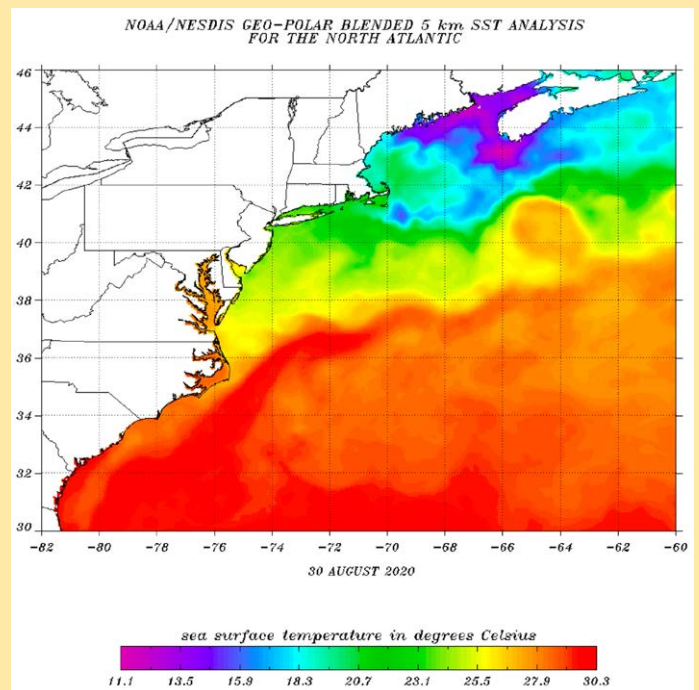 NOAA/NESDIS GEO-POLAR BLENDED 5 km SST ANALYSIS
FOR THE NORTH ATLANTIC
46
44
42
40
38
36
34
32
30
-82 -80 -78 -76 -74 -72 -70 -68 -66 -64 -62 -60
30 AUGUST 2020
sea surface temperature in degrees Celsius
11.1 13.5 15.9 18.3 20.7 23.1 25.5 27.9 30.3